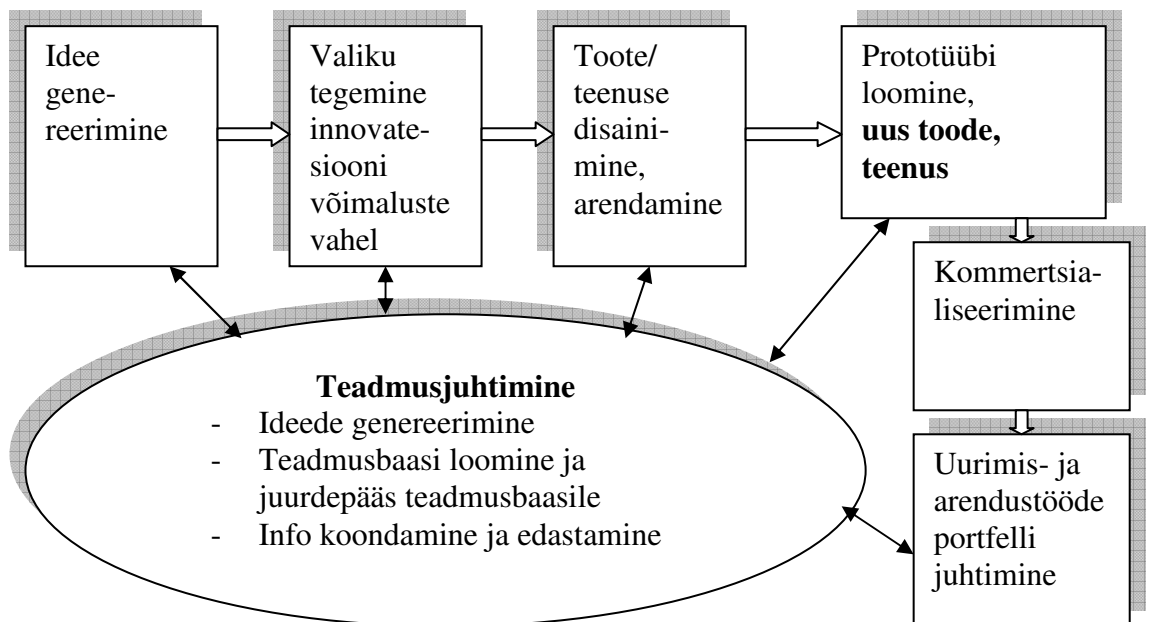 Idee
gene-
reerimine
Valiku
tegemine
innovate-
siooni
võimaluste
vahel
Toote/
teenuse
disaini-
mine,
arendamine
Prototüübi
loomine,
uus toode,
teenus
Kommertsia-
liseerimine
Uurimis- ja
arendustööde
portfelli
juhtimine
Teadmusjuhtimine
- Ideede genereerimine
- Teadmusbaasi loomine ja
juurdepääs teadmusbaasile
- Info koondamine ja edastamine